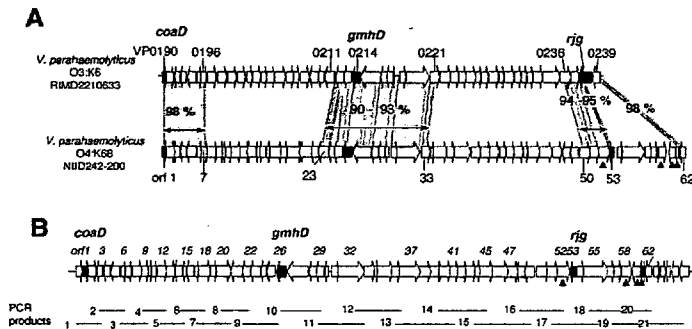 A
coaD gmhD rjg
VP0190 0196 0211 0214 0221 0236 0239
V. parahaemolyticus
O3:K6
RIMD2210633
98 % 90 - 93 % 94 - 95 % 98 %
V. parahaemolyticus
O4:K68
NIID242-200
orf 1 7 23 33 50 53 62
B
coaD gmhD rjg
orf1 3 6 9 12 15 18 20 22 26 29 32 37 41 45 47 52 53 55 58 62
PCR
products
2 4 6 8 10 12 14 16 18 20
1 3 5 7 9 11 13 15 17 19 21